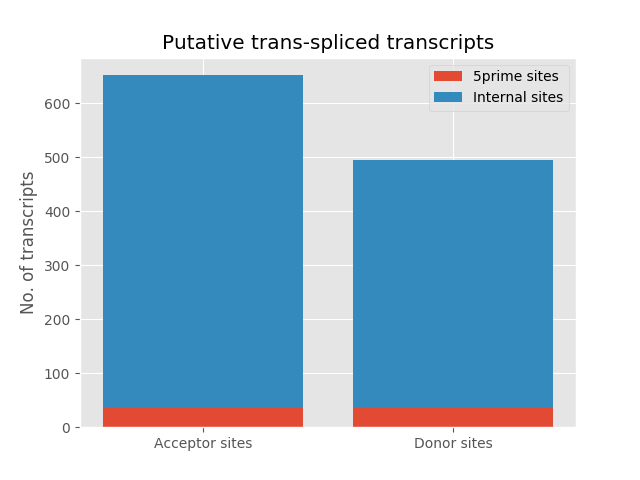 Putative trans-spliced transcripts
5prime sites
Internal sites
No. of transcripts
600
500
400
300
200
100
0
Acceptor sites
Donor sites